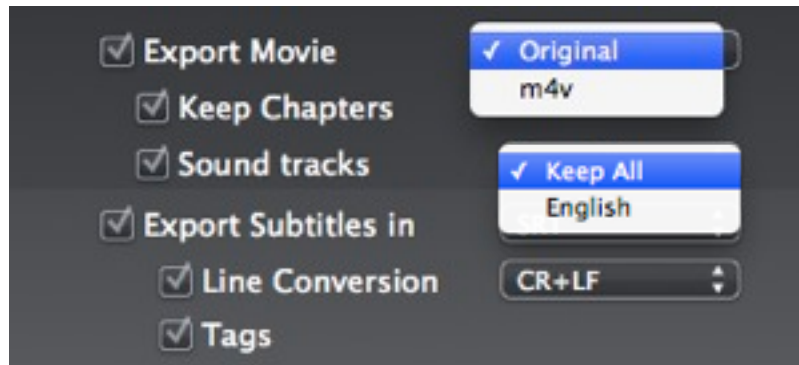 Export Movie
✓ Original
m4v
Keep Chapters
Sound tracks
✓ Keep All
English
Export Subtitles in
Line Conversion
CR+LF
Tags